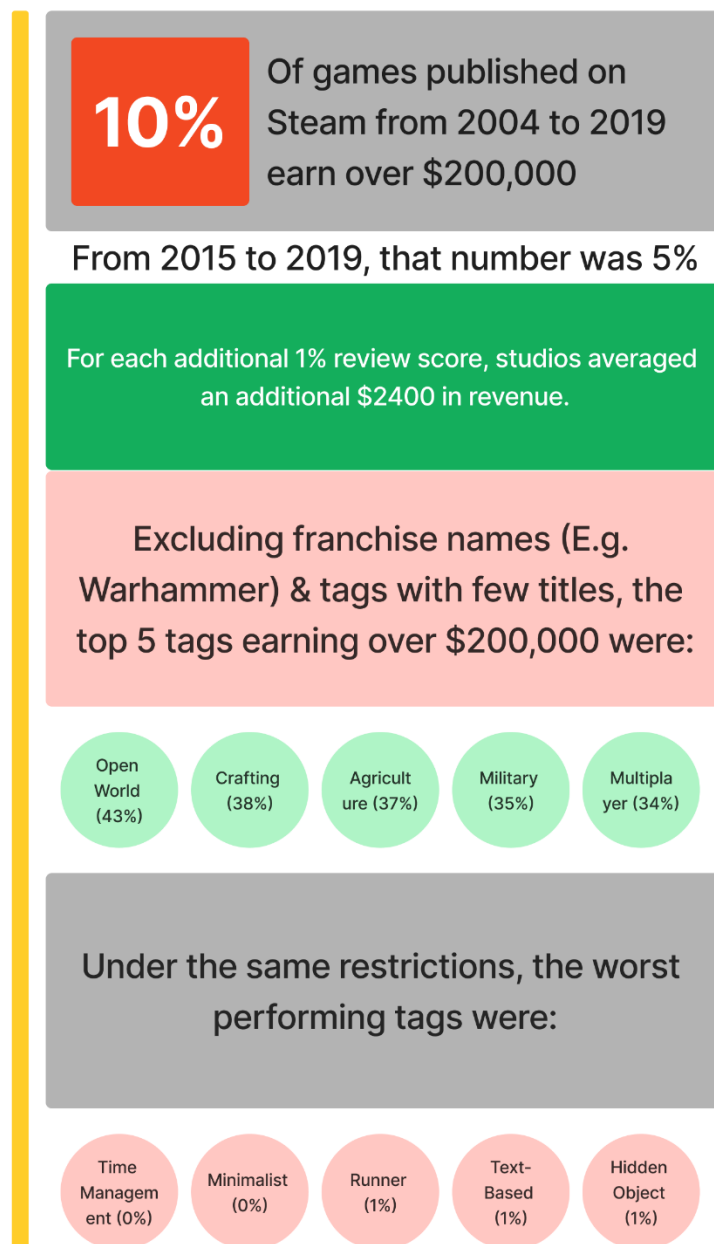 10%
Of games published on
Steam from 2004 to 2019
earn over $200,000
From 2015 to 2019, that number was 5%
For each additional 1% review score, studios averaged
an additional $2400 in revenue.
Excluding franchise names (E.g.
Warhammer) & tags with few titles, the
top 5 tags earning over $200,000 were:
Open
World
(43%)
Crafting
(38%)
Agricult
ure (37%)
Military
(35%)
Multipla
yer (34%)
Under the same restrictions, the worst
performing tags were:
Time
Managem
ent (0%)
Minimalist
(0%)
Runner
(1%)
Text-
Based
(1%)
Hidden
Object
(1%)